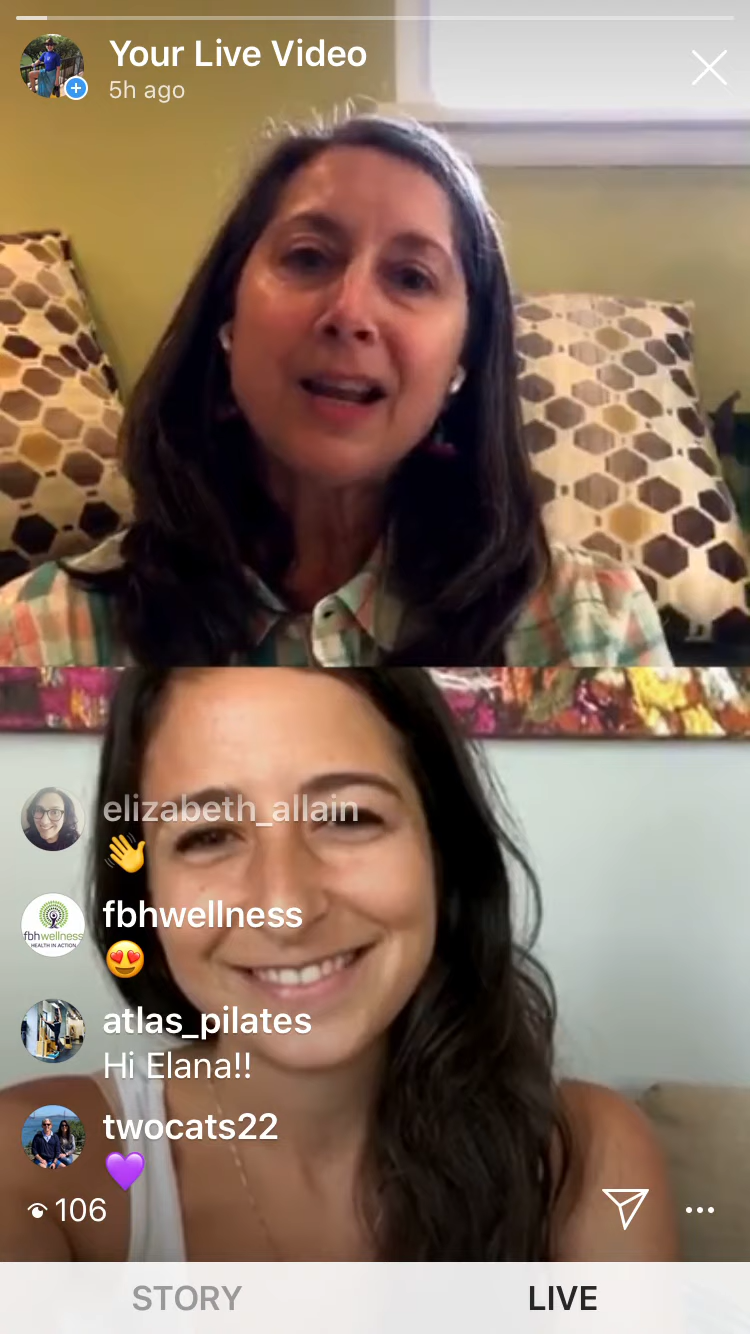 Your Live Video
5h ago
elizabeth_allain
fbhwellness
fbhwellness
HEALTH IN ACTION
atlas_pilates
Hi Elana!!
twocats22
106
STORY
LIVE